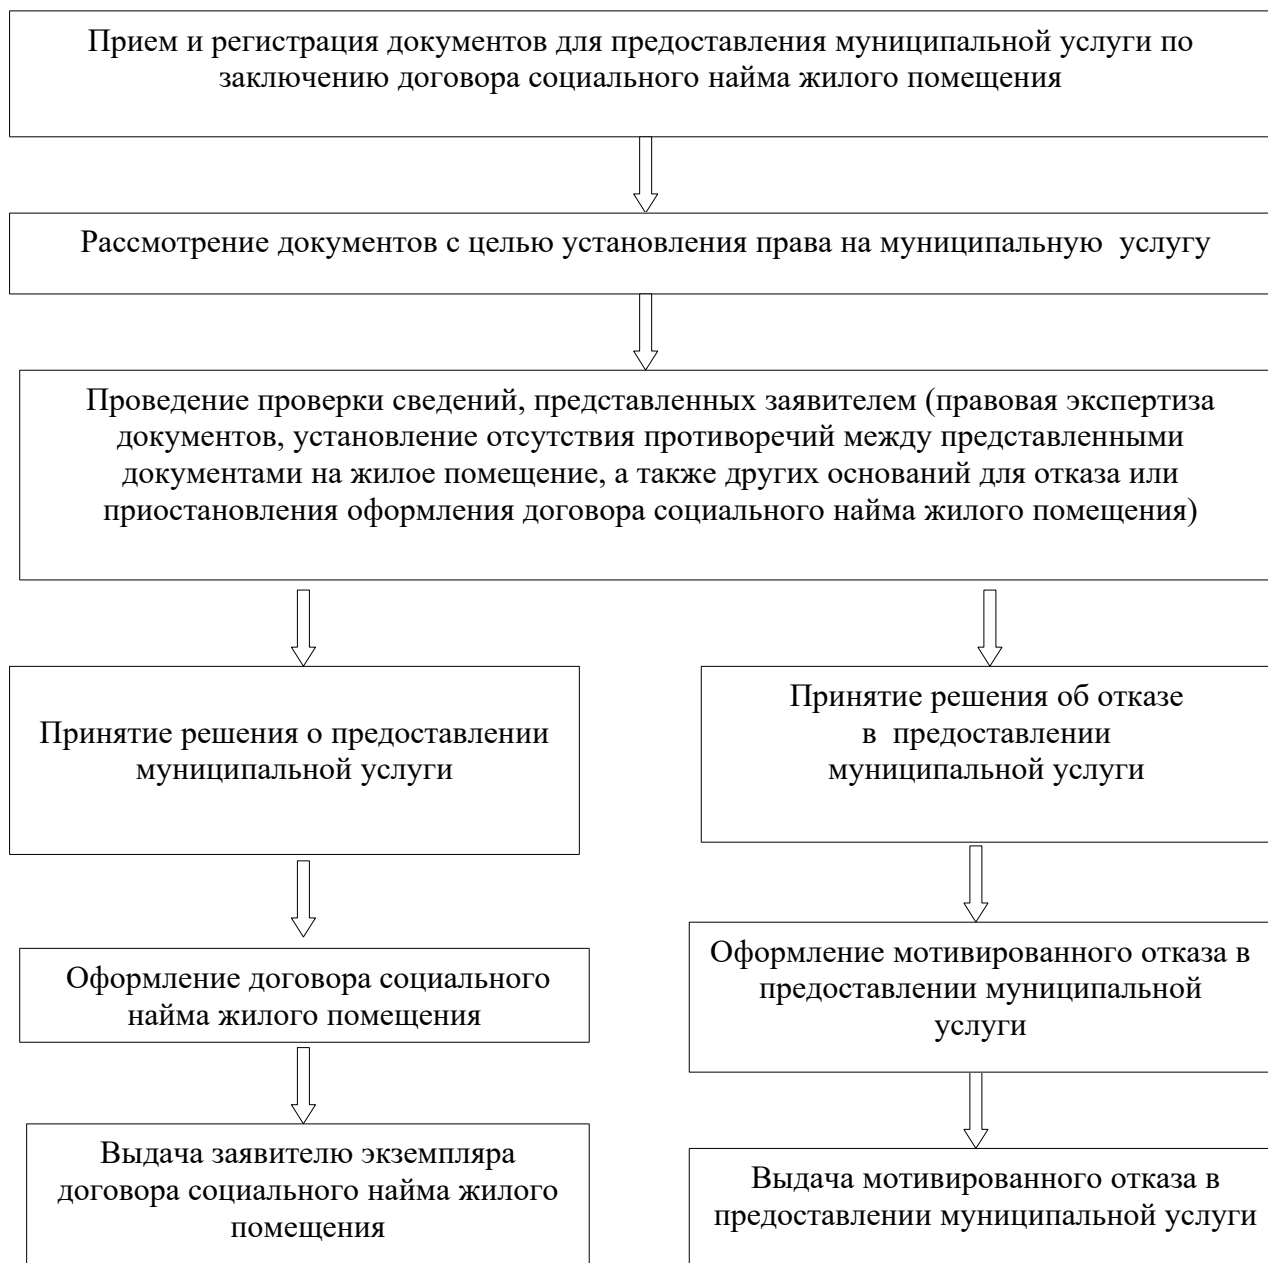 Прием и регистрация документов для предоставления муниципальной услуги по
заключению договора социального найма жилого помещения
Рассмотрение документов с целью установления права на муниципальную  услугу
Проведение проверки сведений, представленных заявителем (правовая экспертиза
документов, установление отсутствия противоречий между представленными
документами на жилое помещение, а также других оснований для отказа или
приостановления оформления договора социального найма жилого помещения)
Принятие решения о предоставлении
муниципальной услуги
Принятие решения об отказе
в  предоставлении
муниципальной услуги
Оформление договора социального
найма жилого помещения
Оформление мотивированного отказа в
предоставлении муниципальной
услуги
Выдача заявителю экземпляра
договора социального найма жилого
помещения
Выдача мотивированного отказа в
предоставлении муниципальной услуги